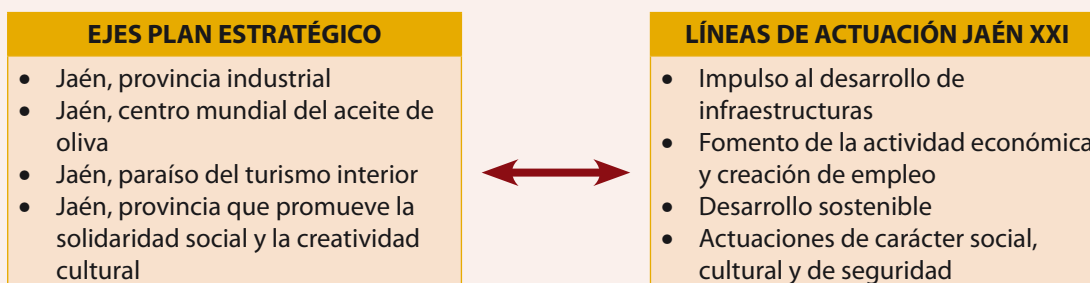 EJES PLAN ESTRATÉGICO
• Jaén, provincia industrial
• Jaén, centro mundial del aceite de
oliva
• Jaén, paraíso del turismo interior
• Jaén, provincia que promueve la
solidaridad social y la creatividad
cultural
LÍNEAS DE ACTUACIÓN JAÉN XXI
• Impulso al desarrollo de
infraestructuras
• Fomento de la actividad económica
y creación de empleo
• Desarrollo sostenible
• Actuaciones de carácter social,
cultural y de seguridad